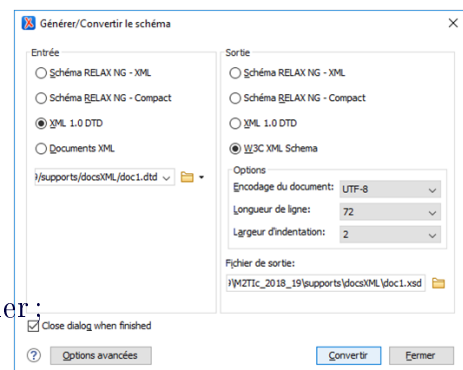 Générer/Convertir le schéma
Entrée
Schéma RELAX NG - XML
Schéma RELAX NG - Compact
XML 1.0 DTD
Documents XML
/supports/docsXML/doc1.dtd
Sortie
Schéma RELAX NG - XML
Schéma RELAX NG - Compact
XML 1.0 DTD
W3C XML Schema
Options
Encodage du document: UTF-8
Longueur de ligne: 72
Largeur d'indentation: 2
Fichier de sortie:
\M2TIc_2018_19\supports\docsXML\doc1.xsd
er ;
Close dialog when finished
? Options avancées Convertir Fermer